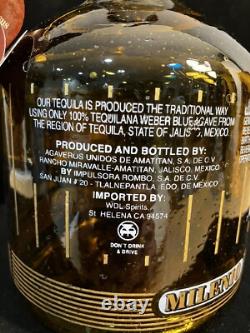 OUR TEQUILA IS PRODUCED THE TRADITIONAL WAY
USING ONLY 100% TEQUILANA WEBER BLUE AGAVE FROM
THE REGION OF TEQUILA, STATE OF JALISCO, MEXICO.
PRODUCED AND BOTTLED BY:
AGAVERUS UNIDOS DE AMATITAN, S.A. DE C.V
RANCHO MIRAVALLE-AMATITAN, JALISCO, MEXICO
BY IMPULSORA ROMBO, S.A. DE C.V.
SAN JUAN # 20 - TLALNEPANTLA EDO, DE MEXICO
IMPORTED BY:
WDL-Spirits,
St HELENA CA 94574
DON'T DRINK
& DRIVE
MILENI